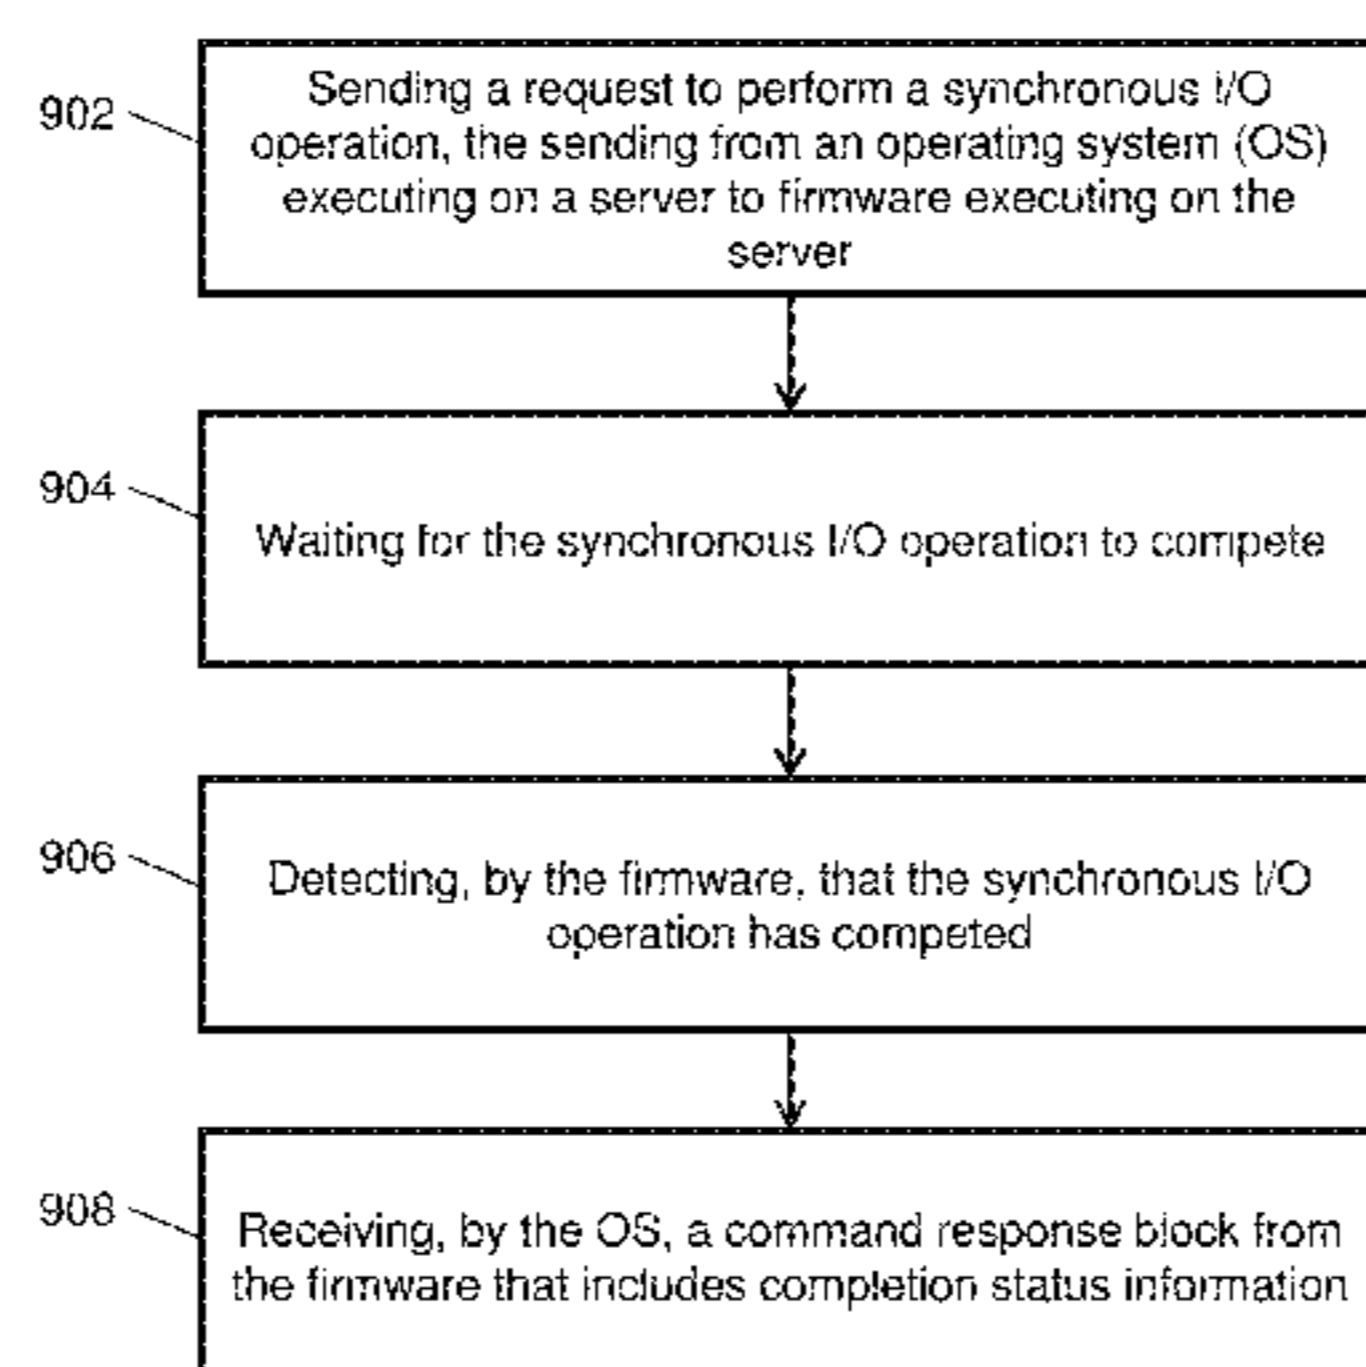 902
Sending a request to perform a synchronous I/O
operation, the sending from an operating system (OS)
executing on a server to firmware executing on the
server
904
Waiting for the synchronous I/O operation to compete
906
Detecting, by the firmware, that the synchronous I/O
operation has competed
908
Receiving, by the OS, a command response block from
the firmware that includes completion status information